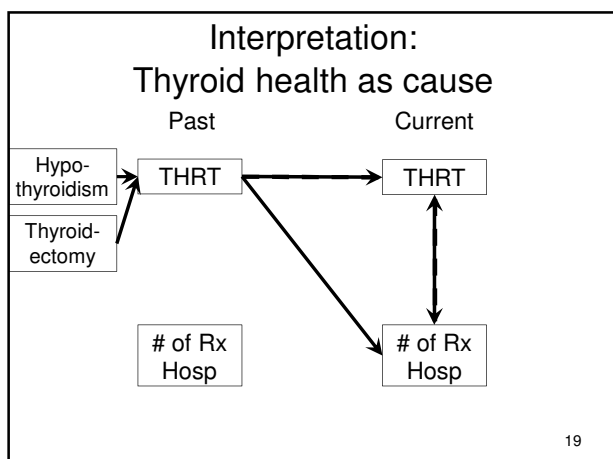 Interpretation:
Thyroid health as cause
Past
Current
Hypo-
thyroidism
THRT
THRT
Thyroid-
ectomy
# of Rx
Hosp
# of Rx
Hosp
19